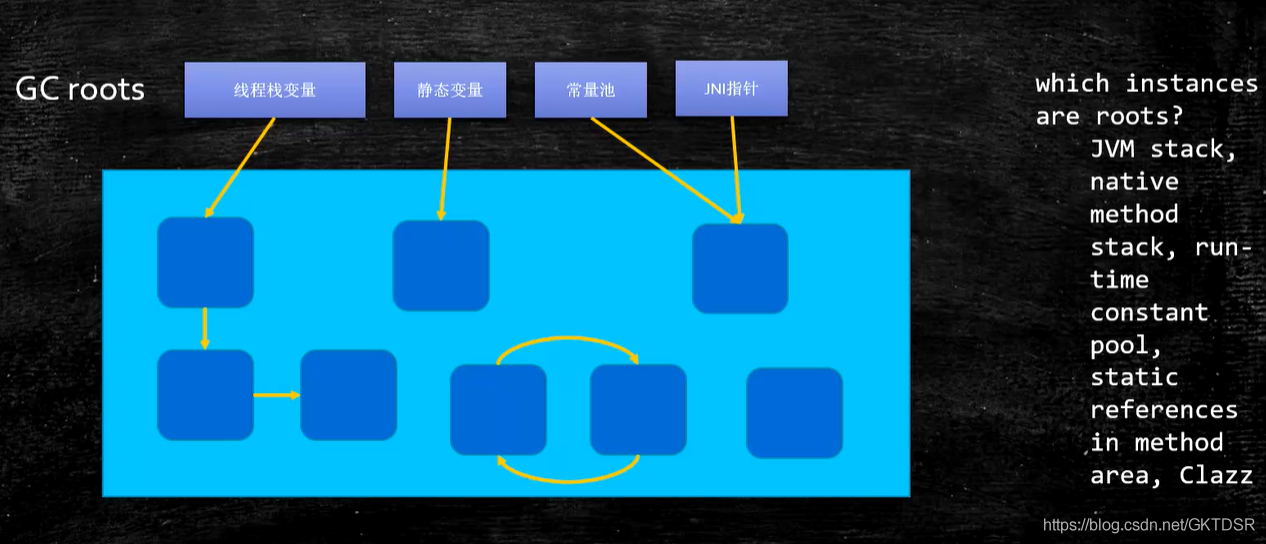 GC roots
线程栈变量
静态变量
常量池
JNI指针
which instances
are roots?
JVM stack,
native
method
stack, run-
time
constant
pool,
static
references
in method
area, Clazz
https://blog.csdn.net/GKTDSR